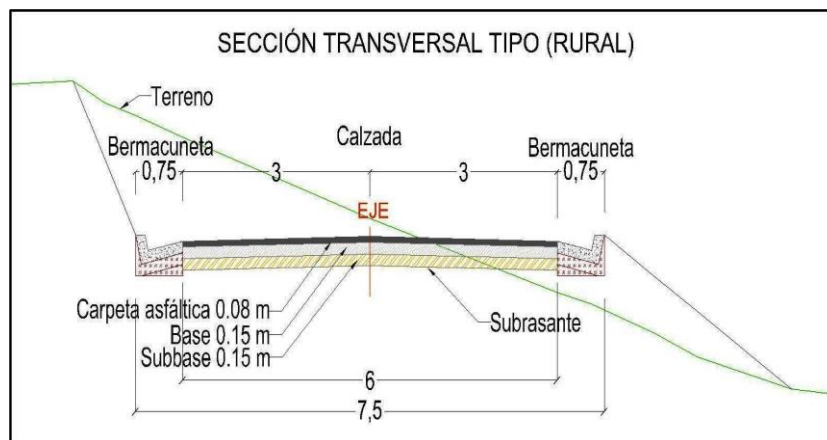 SECCIÓN TRANSVERSAL TIPO (RURAL)
Terreno
Bermacuneta
Calzada
Bermacuneta
0,75
3
3
0,75
EJE
Carpeta asfáltica 0.08 m
Base 0.15 m
Subbase 0.15 m
Subrasante
6
7,5